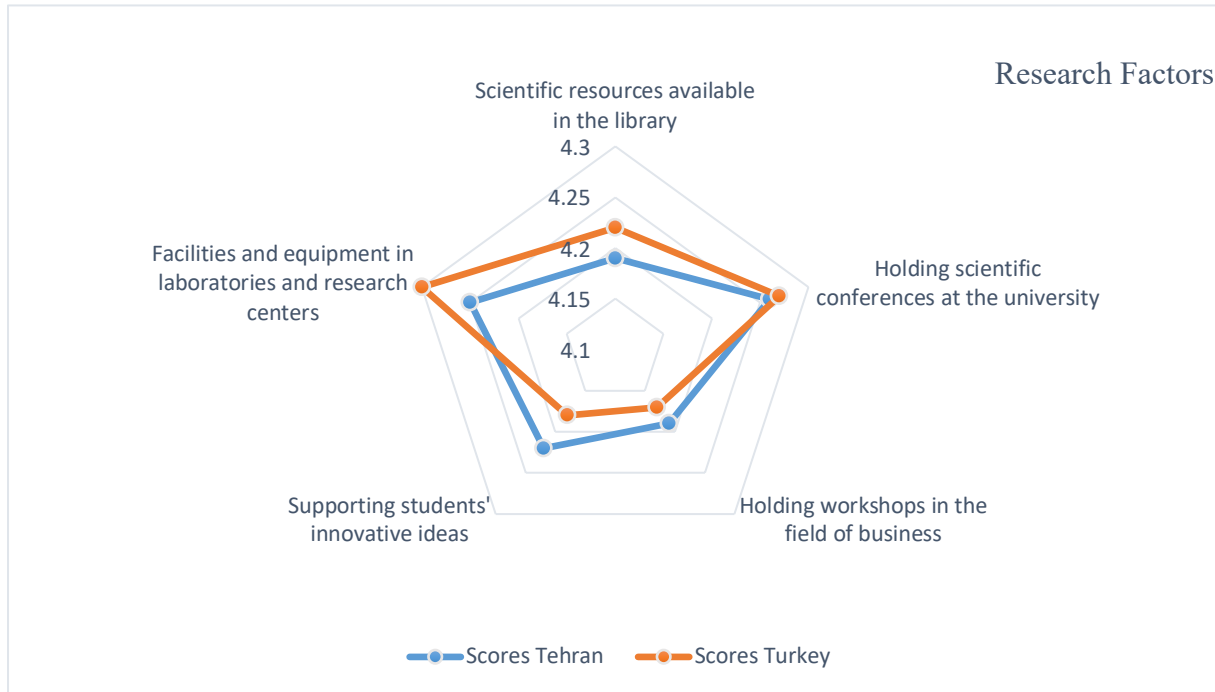 Research Factors
Scientific resources available
in the library
4.3
4.25
4.2
4.15
4.1
Holding scientific
conferences at the university
Holding workshops in the
field of business
Supporting students'
innovative ideas
Facilities and equipment in
laboratories and research
centers
Scores Tehran
Scores Turkey